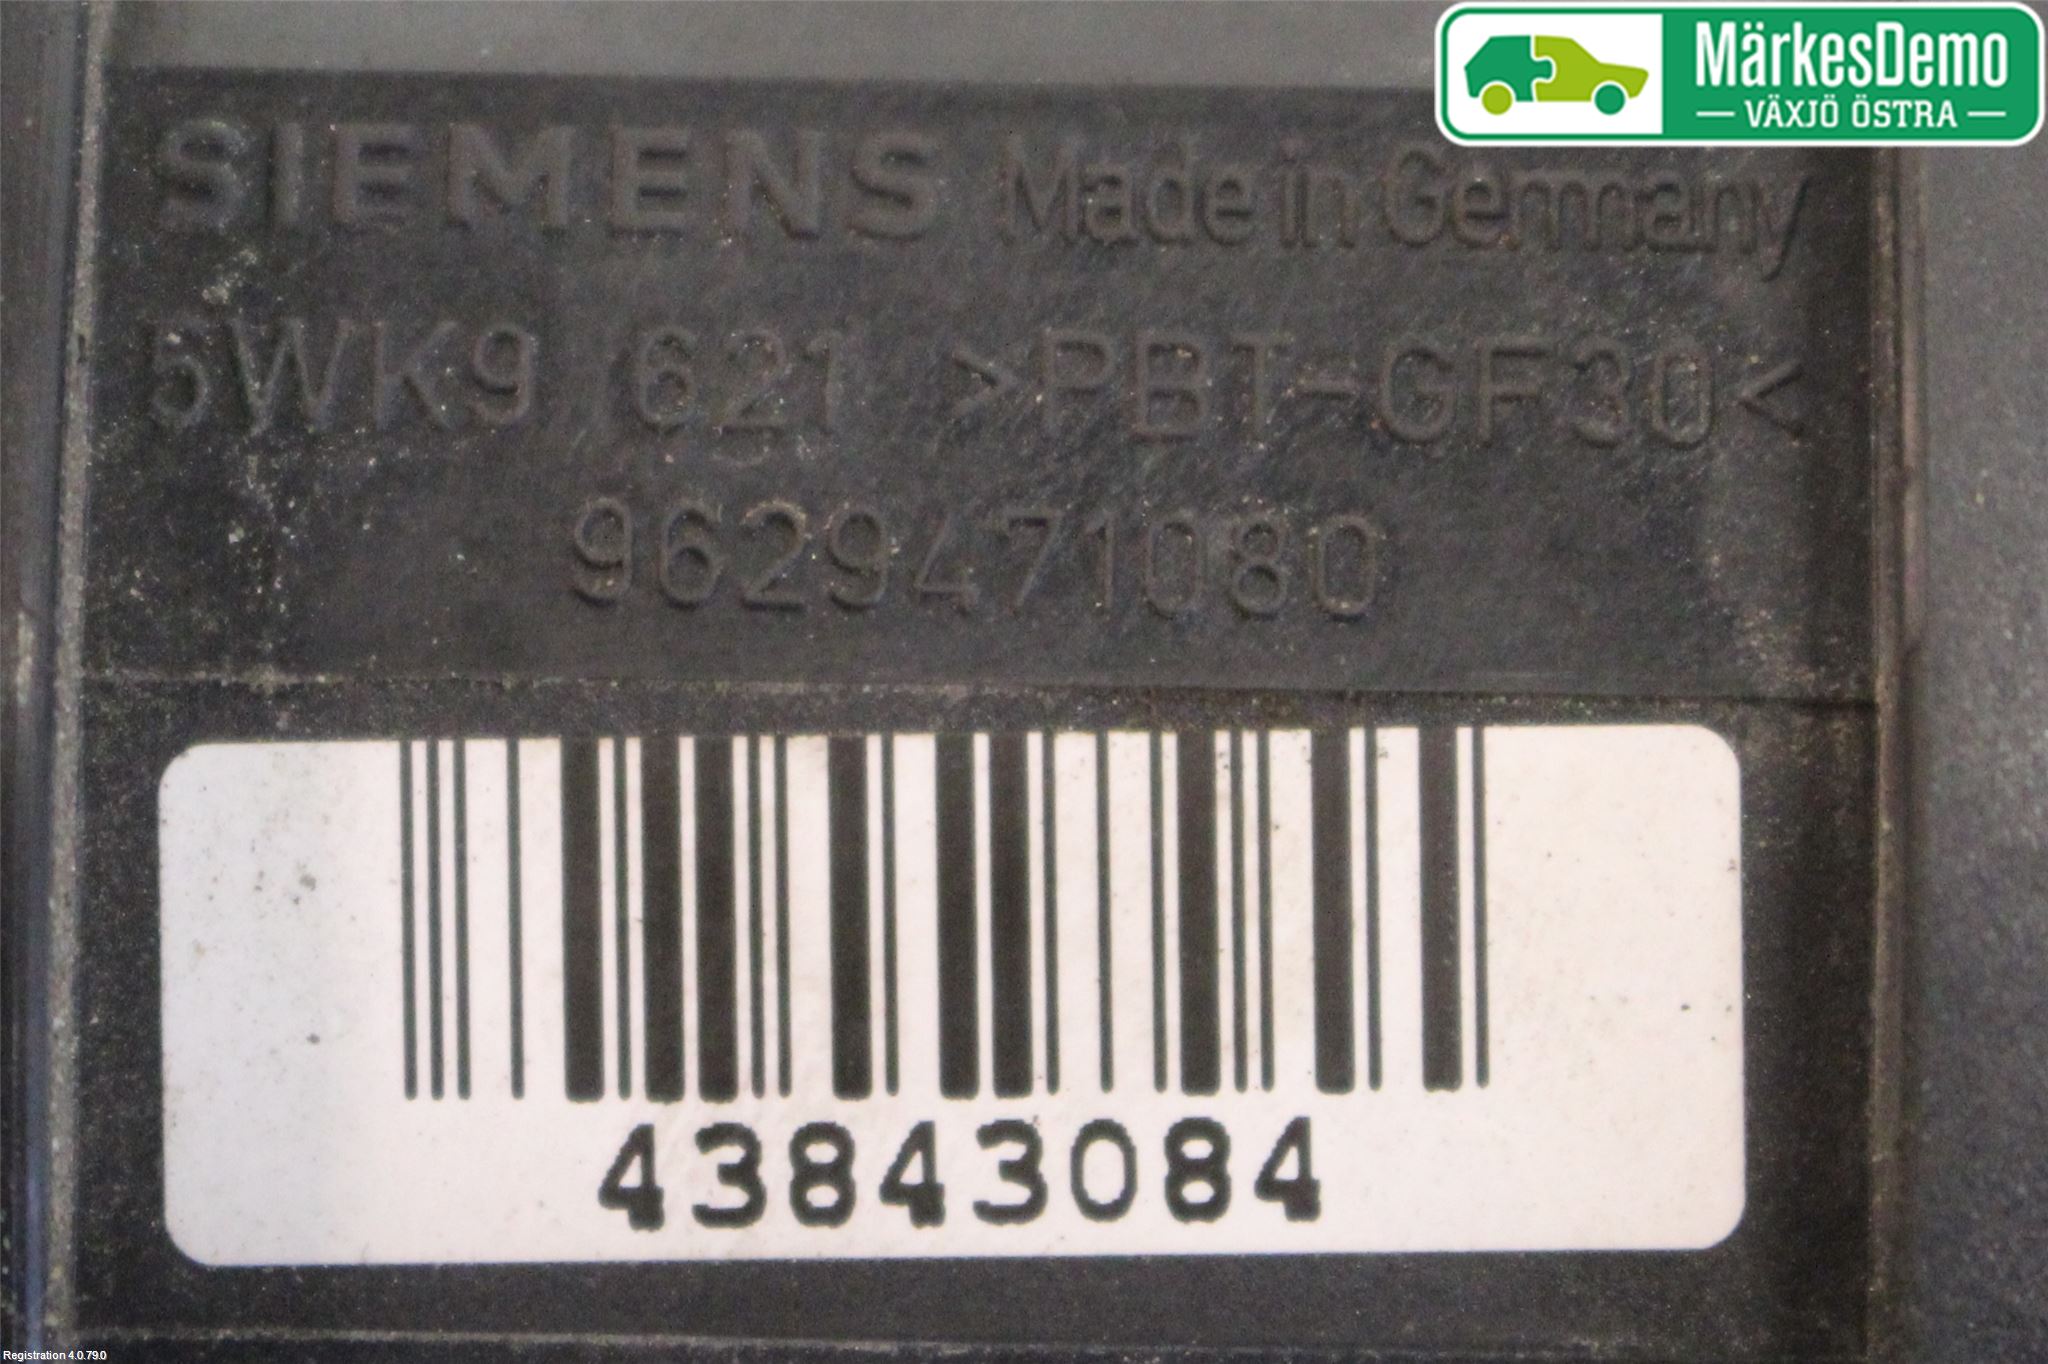 MärkesDemo
VÄXJÖ ÖSTRA
SIEMENS Made in Germany
5WK9 621 >PBT-GF30<
9629471080
43843084
Registration 4.0.79.0